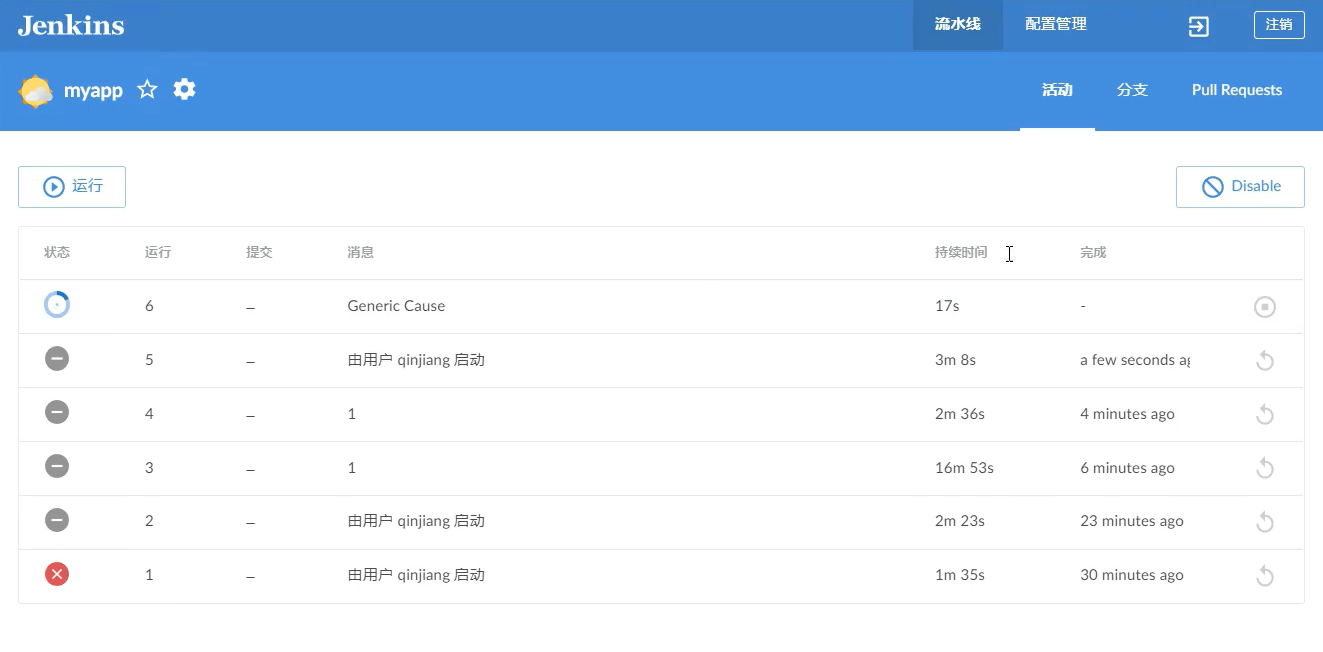 Jenkins 流水线 配置管理 注销
myapp 活动 分支 Pull Requests
运行 Disable
状态 运行 提交 消息 持续时间 完成
6 – Generic Cause 17s -
5 – 由用户 qinjiang 启动 3m 8s a few seconds ag
4 – 1 2m 36s 4 minutes ago
3 – 1 16m 53s 6 minutes ago
2 – 由用户 qinjiang 启动 2m 23s 23 minutes ago
1 – 由用户 qinjiang 启动 1m 35s 30 minutes ago